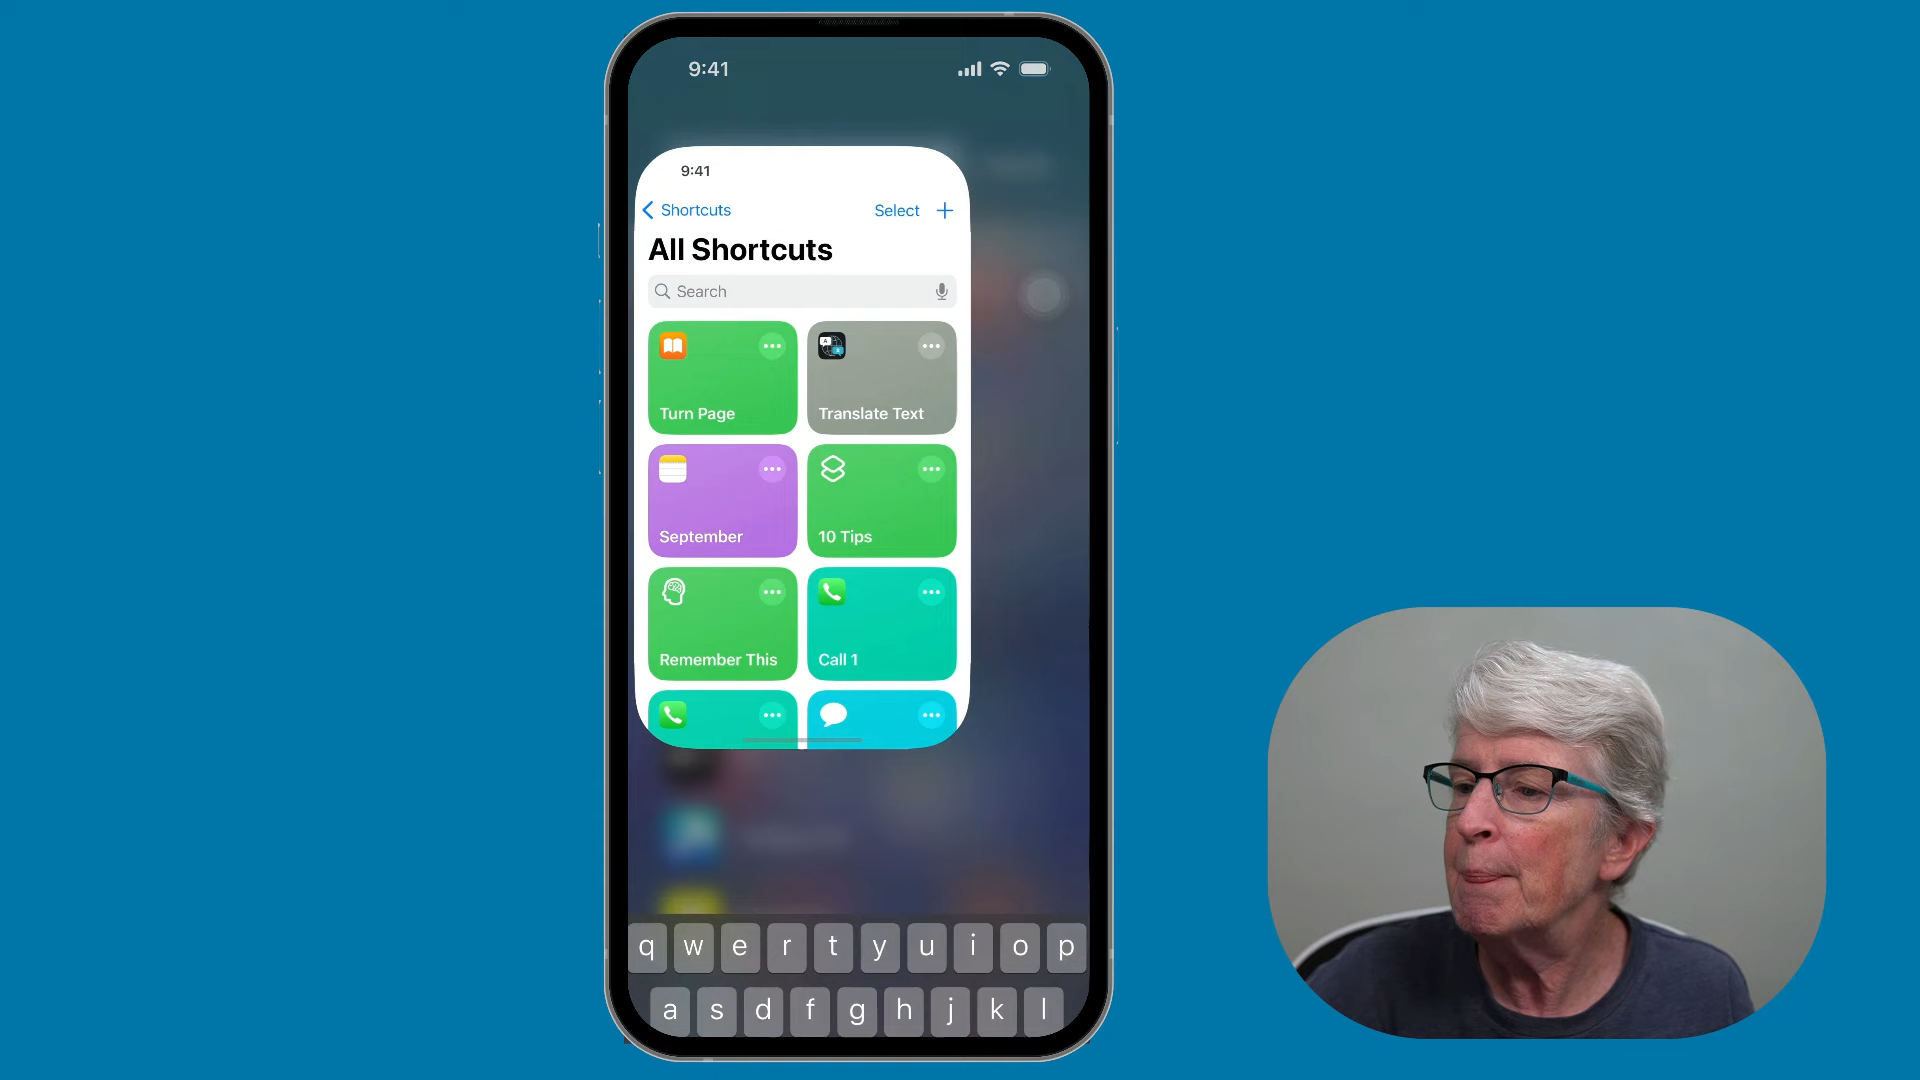 9:41
9:41
Shortcuts
Select +
All Shortcuts
Search
Turn Page
Translate Text
September
10 Tips
Remember This
Call 1
q w e r t y u i o p
a s d f g h j k l